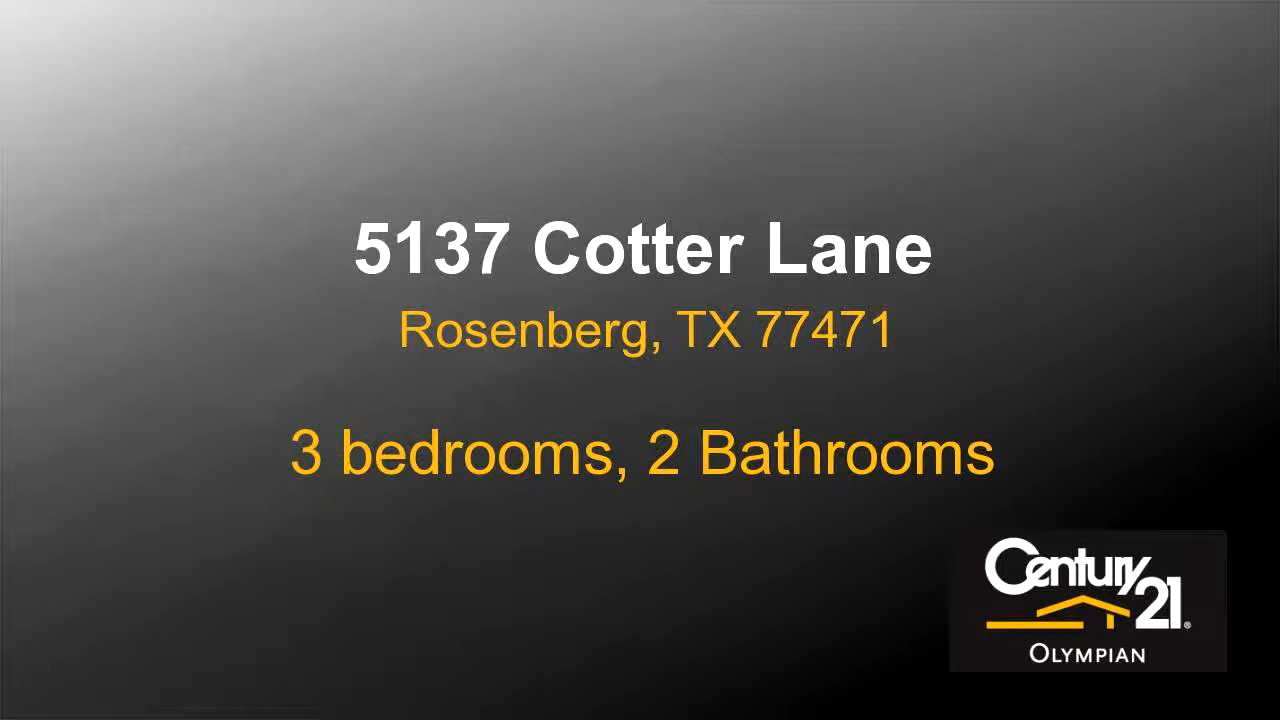 5137 Cotter Lane
Rosenberg, TX 77471
3 bedrooms, 2 Bathrooms
Century 21®
OLYMPIAN